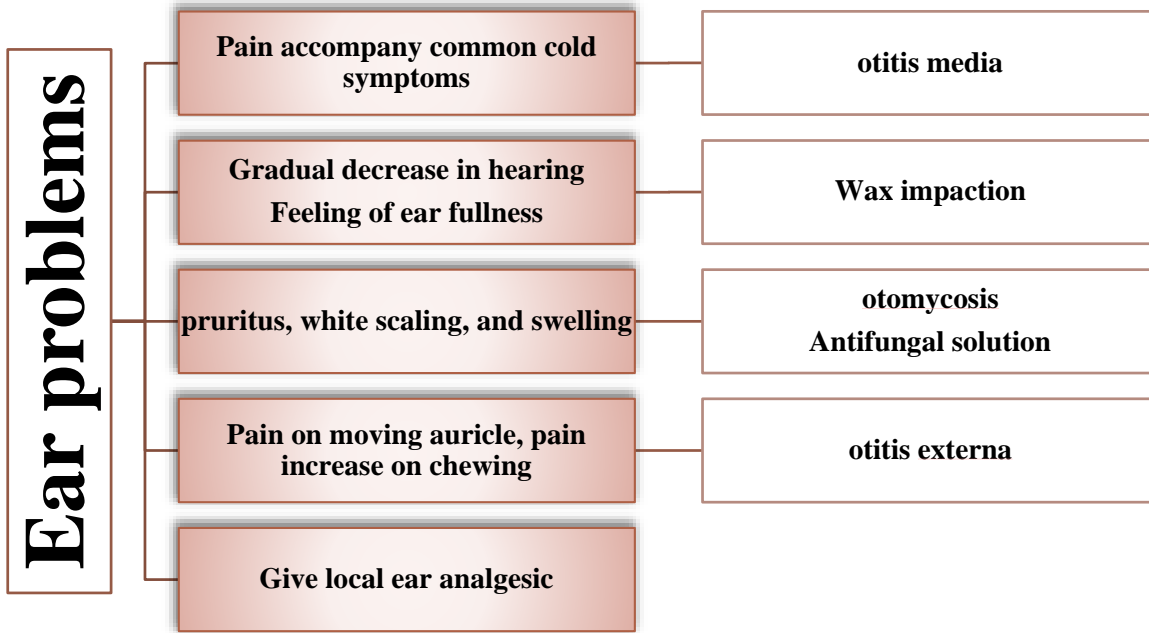 Ear problems
Pain accompany common cold
symptoms
otitis media
Gradual decrease in hearing
Feeling of ear fullness
Wax impaction
pruritus, white scaling, and swelling
otomycosis
Antifungal solution
Pain on moving auricle, pain
increase on chewing
otitis externa
Give local ear analgesic